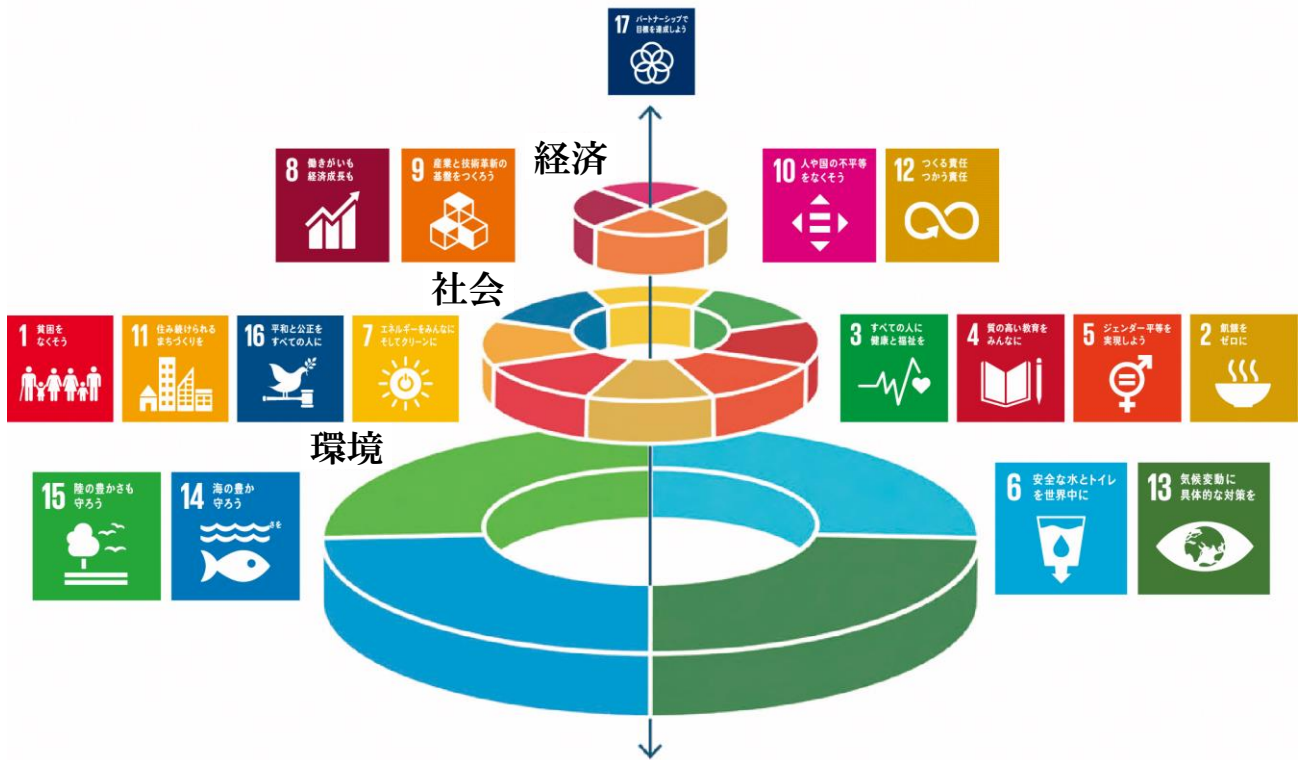 17 パートナーシップで
目標を達成しよう
経済
8 働きがいも
経済成長も
9 産業と技術革新の
基盤をつくろう
10 人や国の不平等
をなくそう
12 つくる責任
つかう責任
社会
1 貧困を
なくそう
11 住み続けられる
まちづくりを
16 平和と公正を
すべての人に
7 エネルギーをみんなに
そしてクリーンに
3 すべての人に
健康と福祉を
4 質の高い教育を
みんなに
5 ジェンダー平等を
実現しよう
2 飢餓を
ゼロに
環境
15 陸の豊かさも
守ろう
14 海の豊か
守ろう
さを
6 安全な水とトイレ
を世界中に
13 気候変動に
具体的な対策を